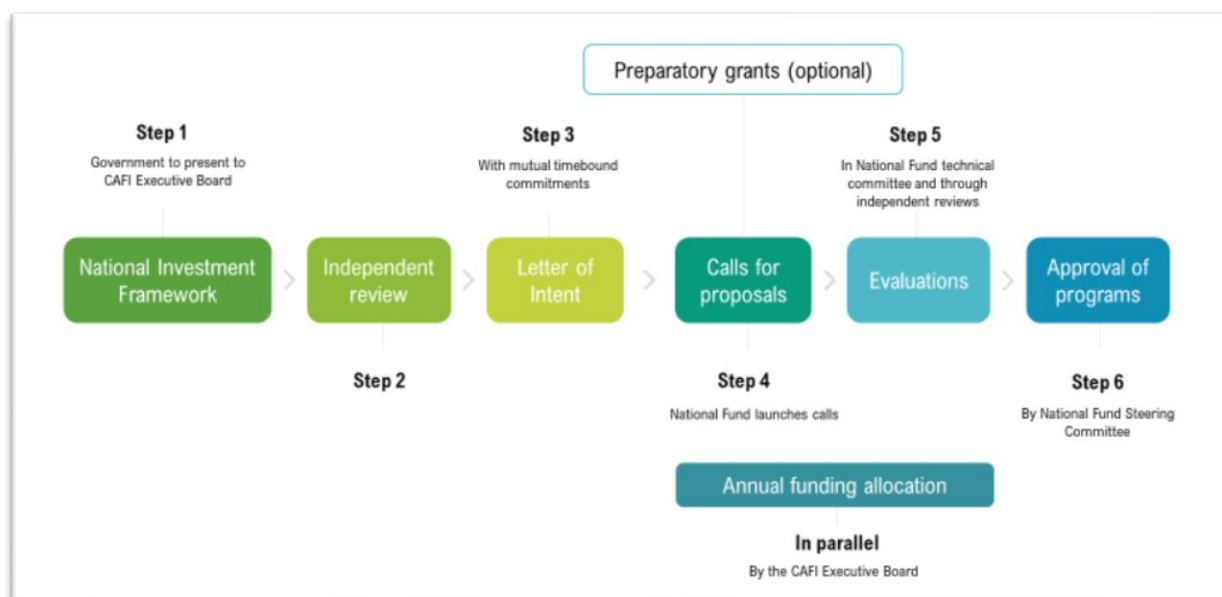 Preparatory grants (optional)
Step 1
Government to present to
CAFI Executive Board
Step 3
With mutual timebound
commitments
Step 5
In National Fund technical
committee and through
independent reviews
National Investment
Framework
Independent
review
Letter of
Intent
Calls for
proposals
Evaluations
Approval of
programs
Step 2
Step 4
National Fund launches calls
Step 6
By National Fund Steering
Committee
Annual funding allocation
In parallel
By the CAFI Executive Board